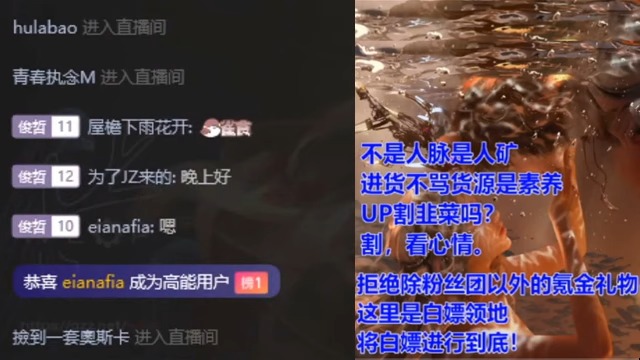 hulabao 进入直播间
青春执念M 进入直播间
俊哲 11 屋檐下雨花开:
俊哲 12 为了JZ来的: 晚上好
俊哲 10 eianafia: 嗯
恭喜 eianafia 成为高能用户 榜1
撿到一套奧斯卡 进入直播间
不是人脉是人矿
进货不骂货源是素养
UP割韭菜吗?
割，看心情。
拒绝除粉丝团以外的氪金礼物
这里是白嫖领地
将白嫖进行到底!